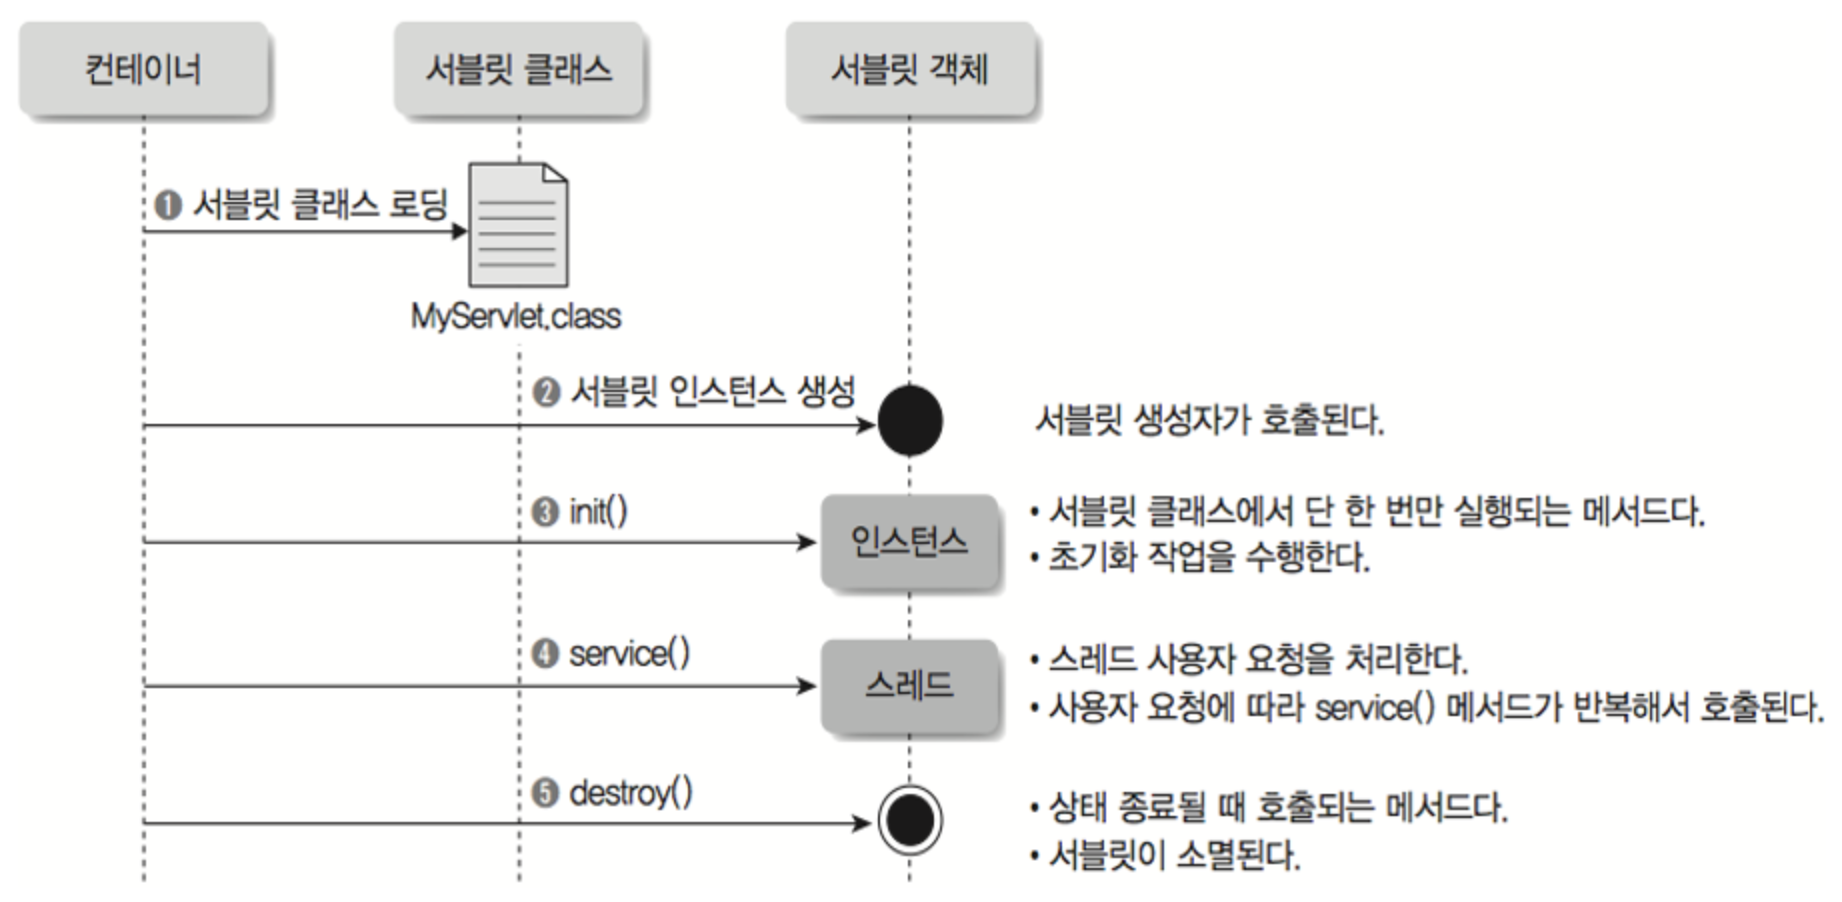 컨테이너
서블릿 클래스
서블릿 객체
❶ 서블릿 클래스 로딩
MyServlet.class
❷ 서블릿 인스턴스 생성
서블릿 생성자가 호출된다.
❸ init()
인스턴스
• 서블릿 클래스에서 단 한 번만 실행되는 메서드다.
• 초기화 작업을 수행한다.
❹ service()
스레드
• 스레드 사용자 요청을 처리한다.
• 사용자 요청에 따라 service() 메서드가 반복해서 호출된다.
❺ destroy()
• 상태 종료될 때 호출되는 메서드다.
• 서블릿이 소멸된다.